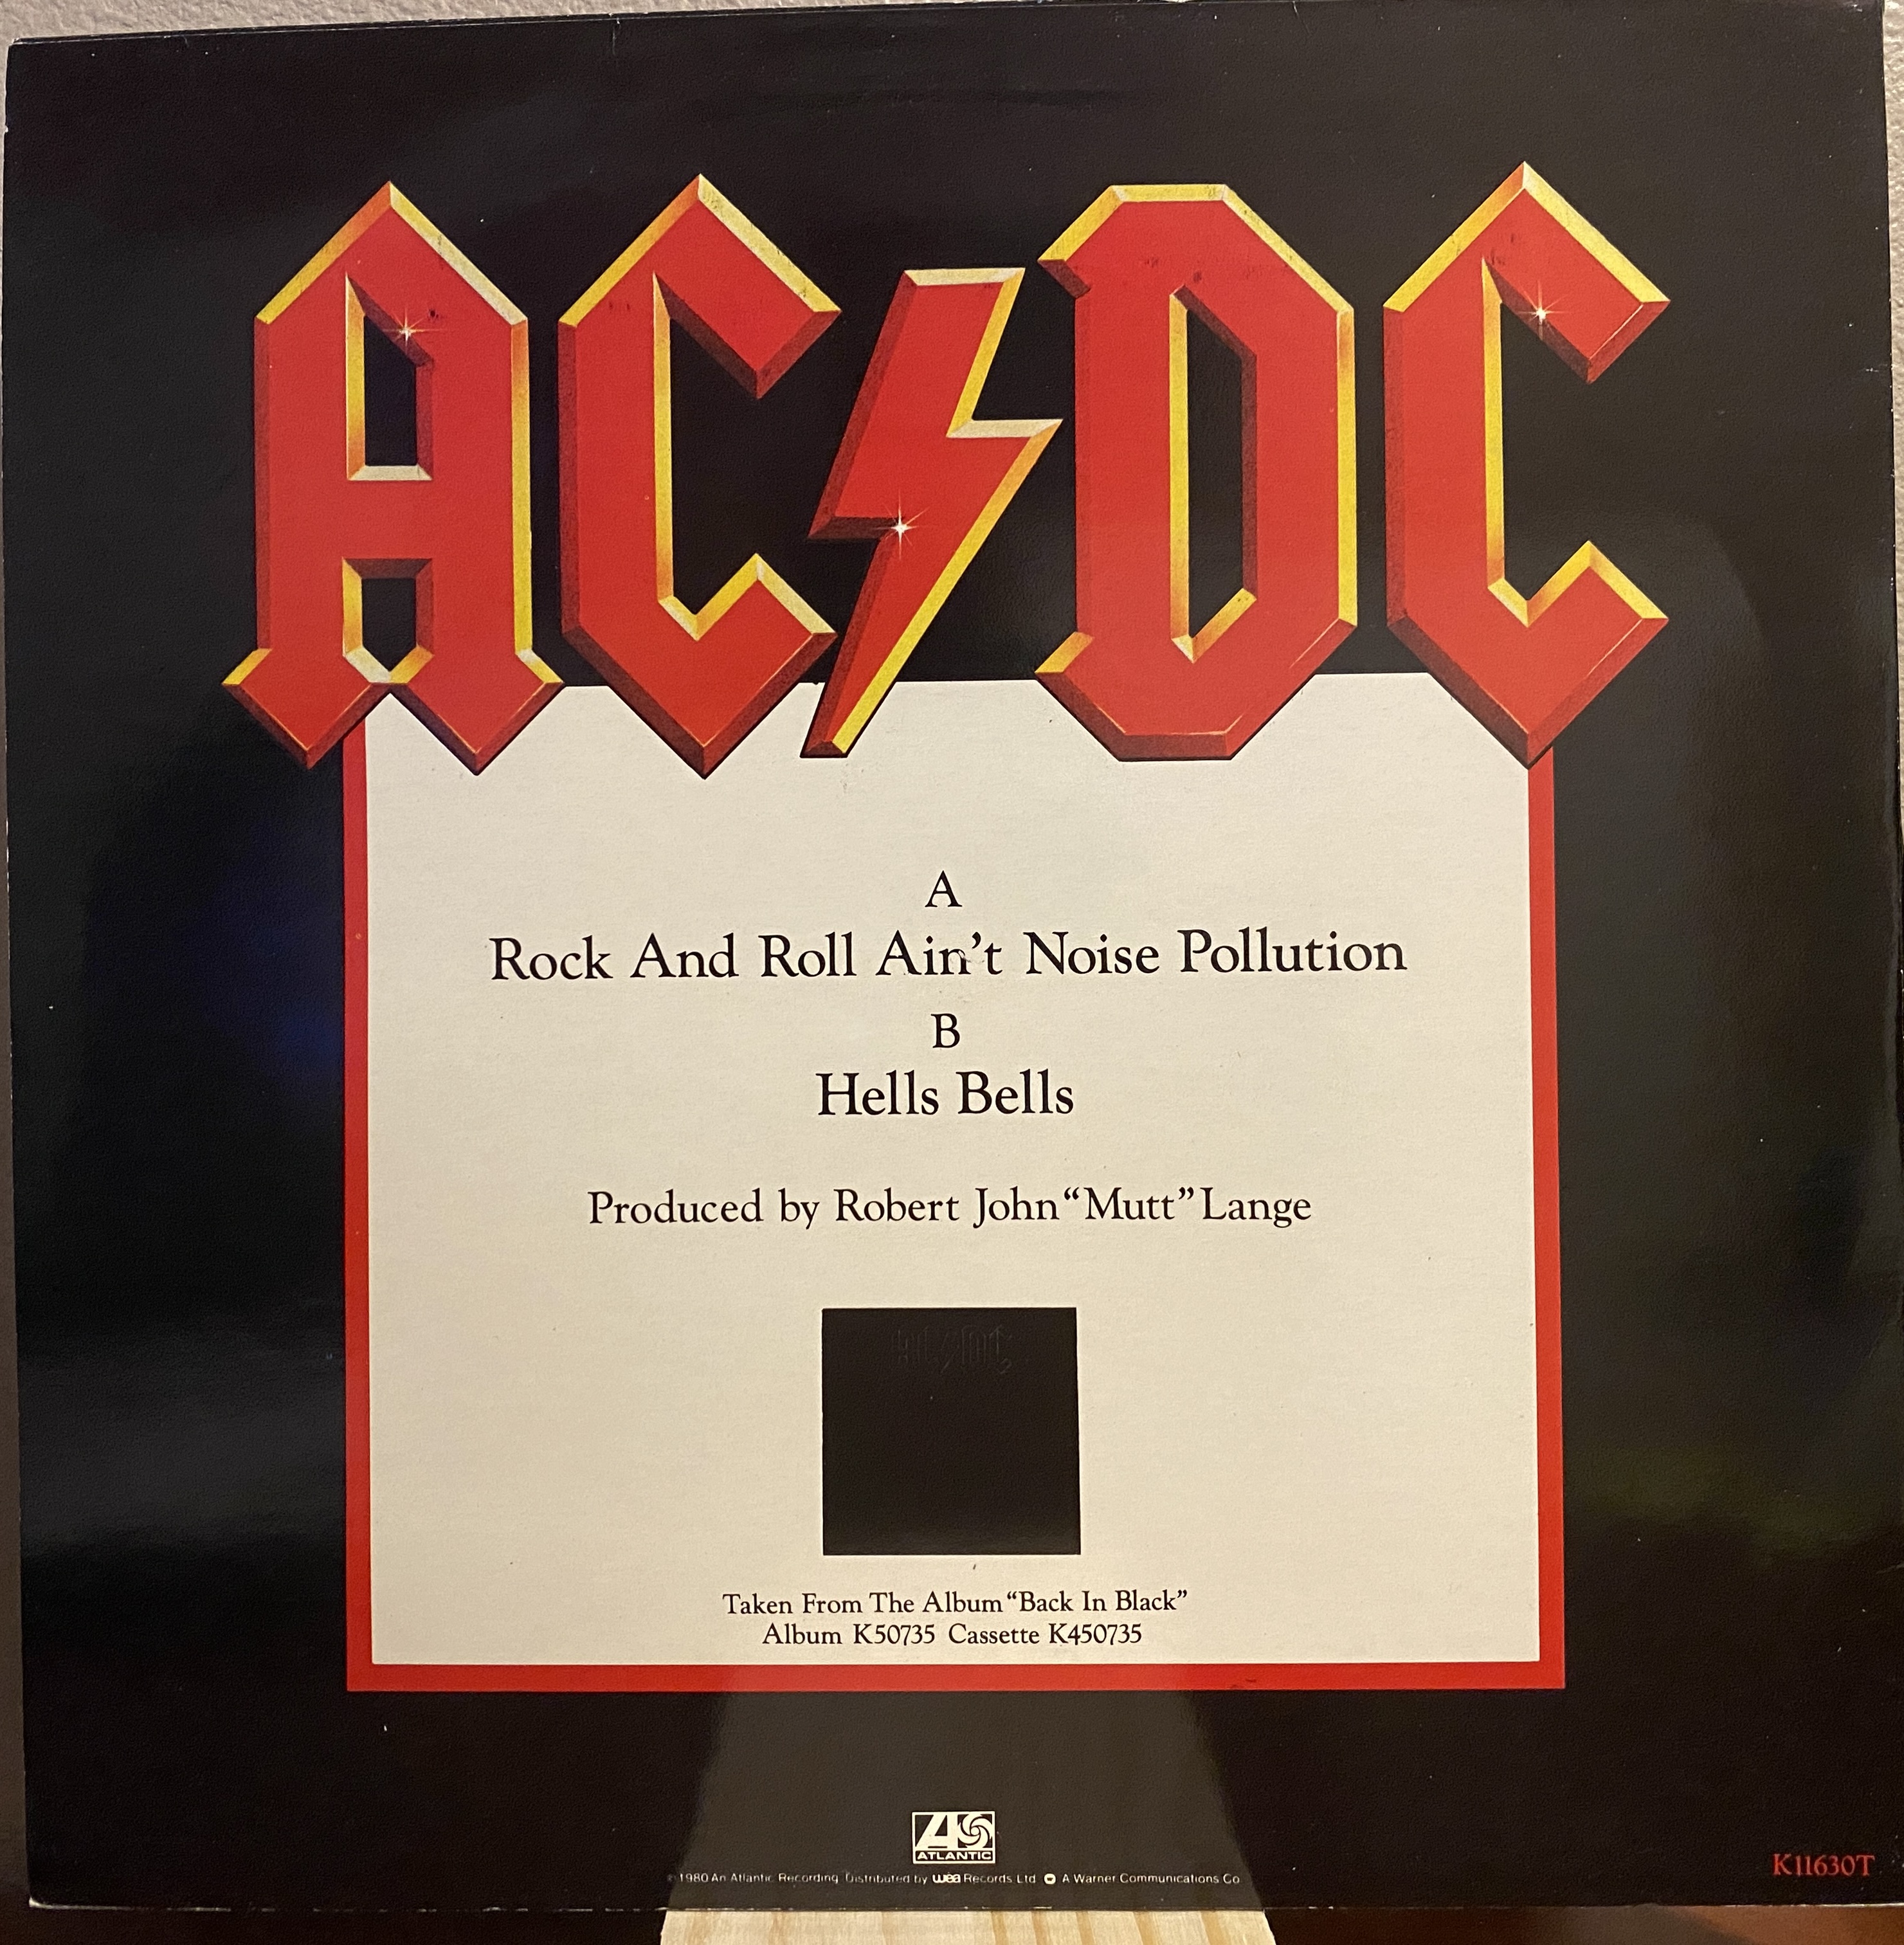 AC/DC
A
Rock And Roll Ain't Noise Pollution
B
Hells Bells
Produced by Robert John “Mutt” Lange
AC/DC
Taken From The Album “Back In Black”
Album K50735 Cassette K450735
ATLANTIC
1980 An Atlantic Recording Distributed by wea Records Ltd A Warner Communications Co
K11630T